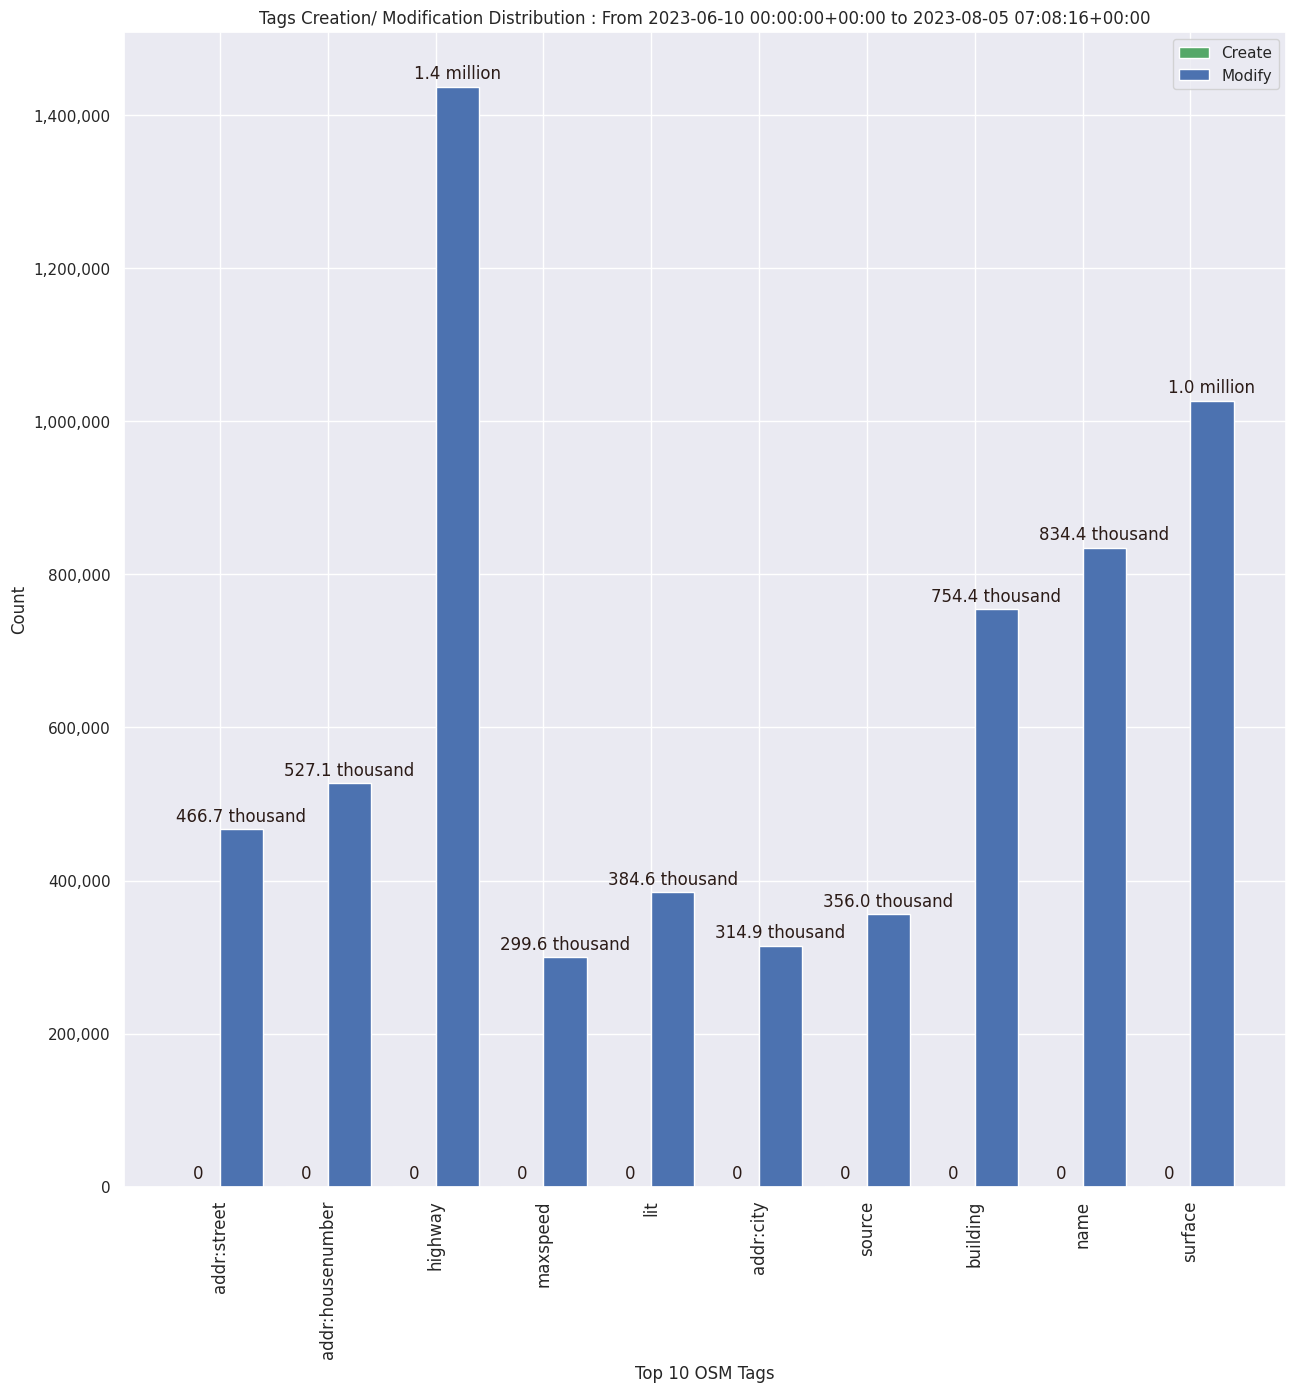 Tags Creation/ Modification Distribution : From 2023-06-10 00:00:00+00:00 to 2023-08-05 07:08:16+00:00
Create
Modify
1.4 million
1,400,000
1,200,000
1.0 million
1,000,000
834.4 thousand
800,000
754.4 thousand
Count
600,000
527.1 thousand
466.7 thousand
400,000
384.6 thousand
356.0 thousand
314.9 thousand
299.6 thousand
200,000
0 0 0 0 0 0 0 0 0 0
0
addr:street
addr:housenumber
highway
maxspeed
lit
addr:city
source
building
name
surface
Top 10 OSM Tags